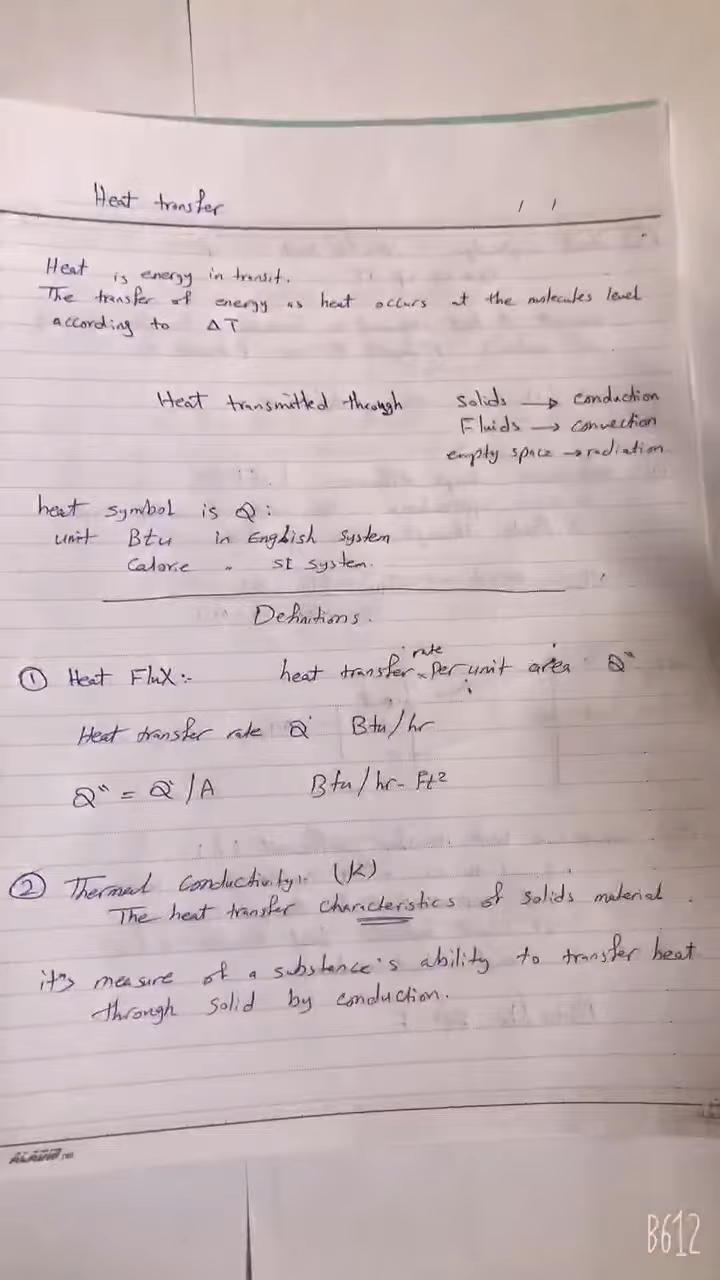 Heat transfer / /
Heat is energy in transit.
The transfer of energy as heat occurs at the molecules level
according to ΔT
Heat transmitted through solids → conduction
Fluids → convection
empty space → radiation
heat symbol is Q:
unit Btu in English system
Calorie " SI system.
Definitions.
① Heat Flux:- heat transfer rate per unit area Q̇"
Heat transfer rate Q̇ Btu/hr
Q̇" = Q̇/A Btu/hr-Ft²
② Thermal Conductivity:- (K)
The heat transfer characteristics of solids material.
it's measure of a substance's ability to transfer heat
through solid by conduction.
B612